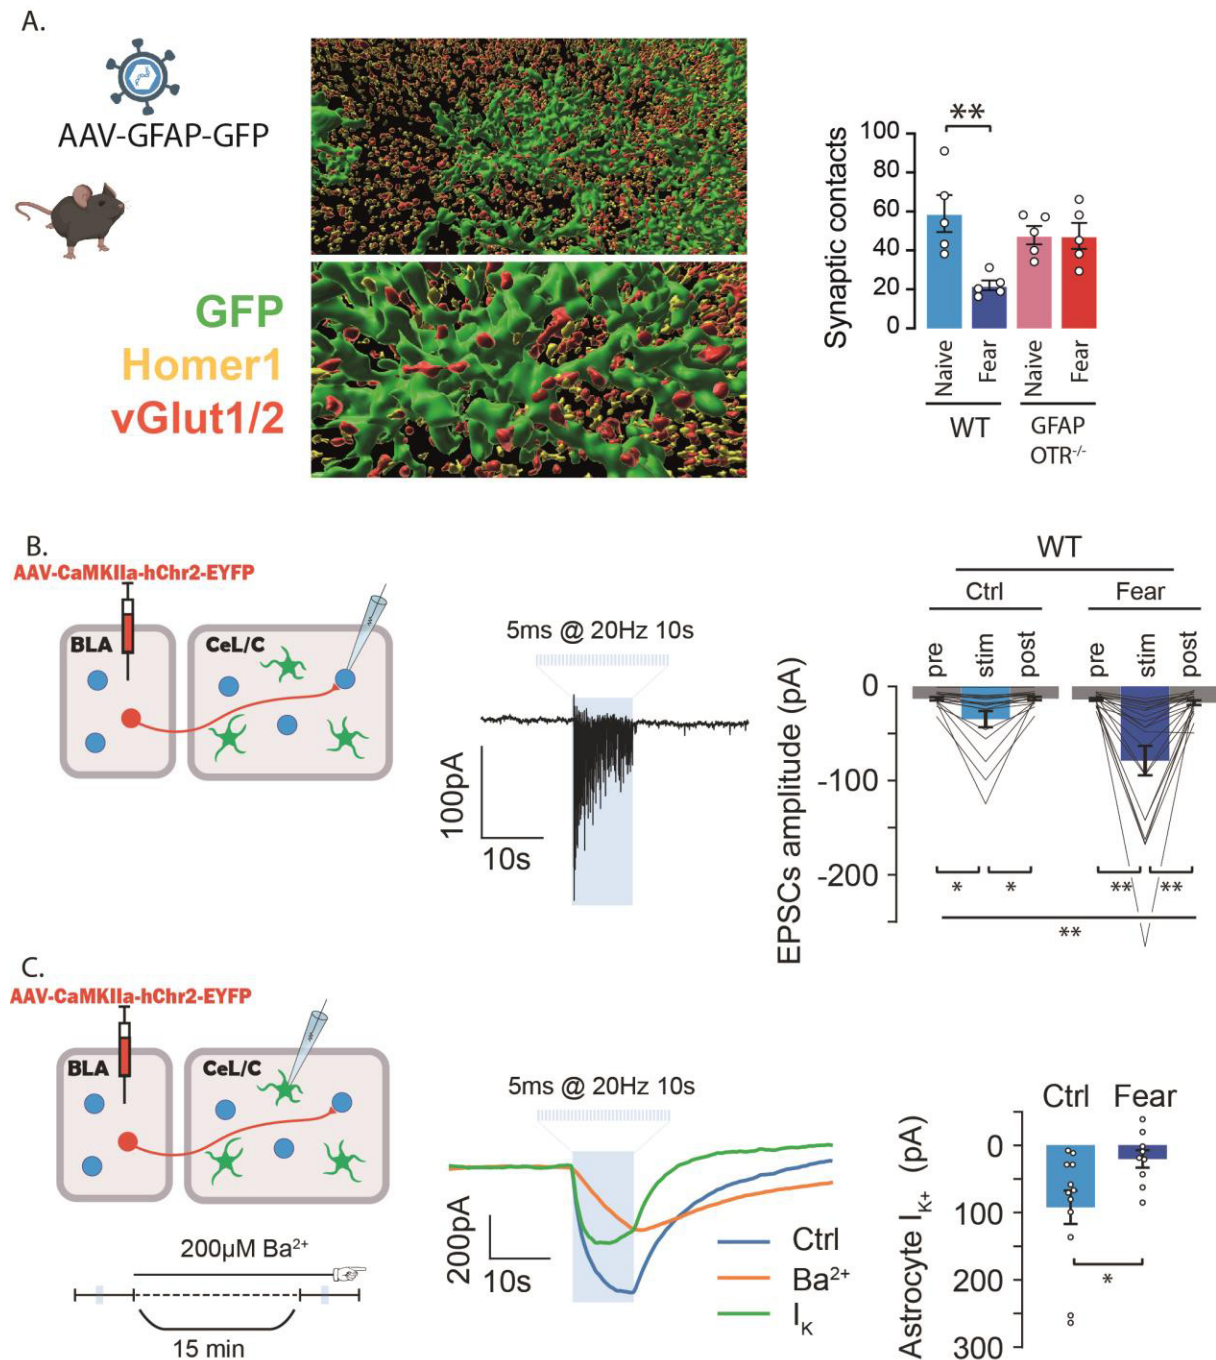 A.
AAV-GFAP-GFP
GFP
Homer1
vGlut1/2
**
Synaptic contacts
100
80
60
40
20
0
Naive
Fear
Naive
Fear
WT
GFAP
OTR-/-
B.
AAV-CaMKIIa-hChr2-EYFP
BLA
CeL/C
5ms @ 20Hz 10s
100pA
10s
WT
Ctrl
Fear
pre
stim
post
pre
stim
post
EPSCs amplitude (pA)
0
-100
-200
*
*
**
**
**
C.
AAV-CaMKIIa-hChr2-EYFP
BLA
CeL/C
200µM Ba2+
15 min
5ms @ 20Hz 10s
200pA
10s
Ctrl
Ba2+
IK
Ctrl
Fear
Astrocyte IK+ (pA)
0
100
200
300
*